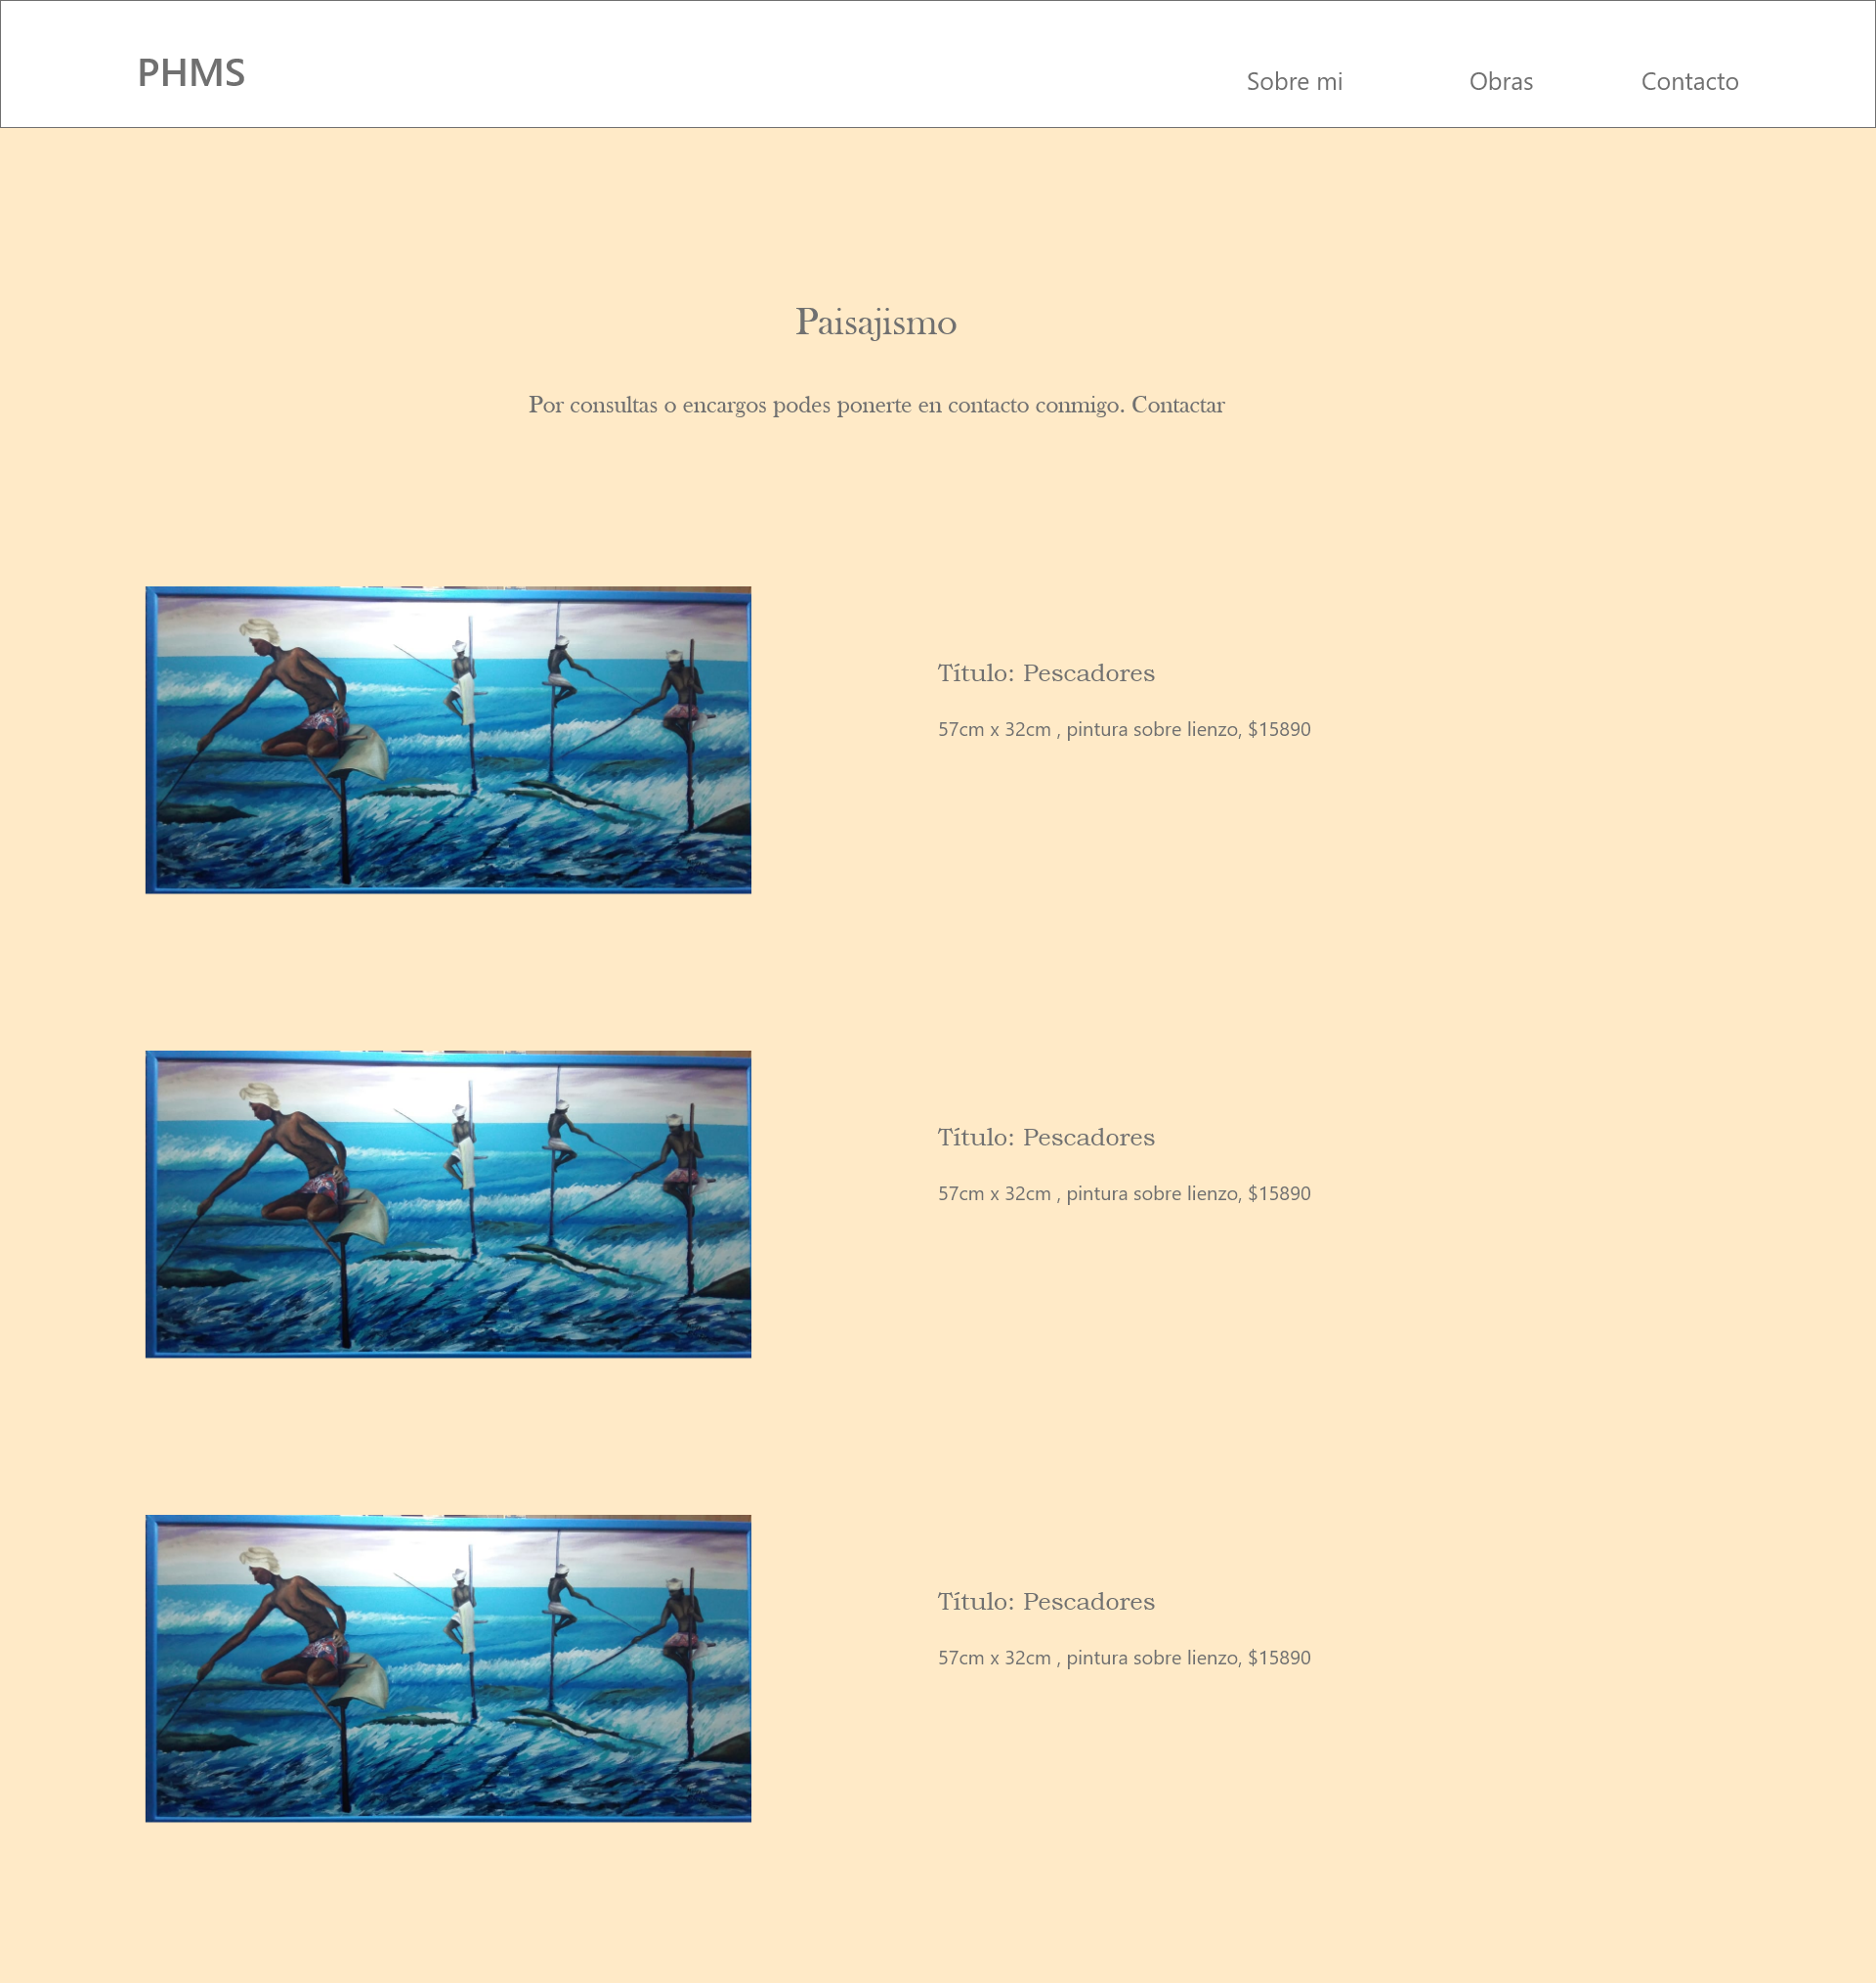 PHMS
Sobre mi
Obras
Contacto
Paisajismo
Por consultas o encargos podes ponerte en contacto conmigo. Contactar
Título: Pescadores
57cm x 32cm , pintura sobre lienzo, $15890
Título: Pescadores
57cm x 32cm , pintura sobre lienzo, $15890
Título: Pescadores
57cm x 32cm , pintura sobre lienzo, $15890